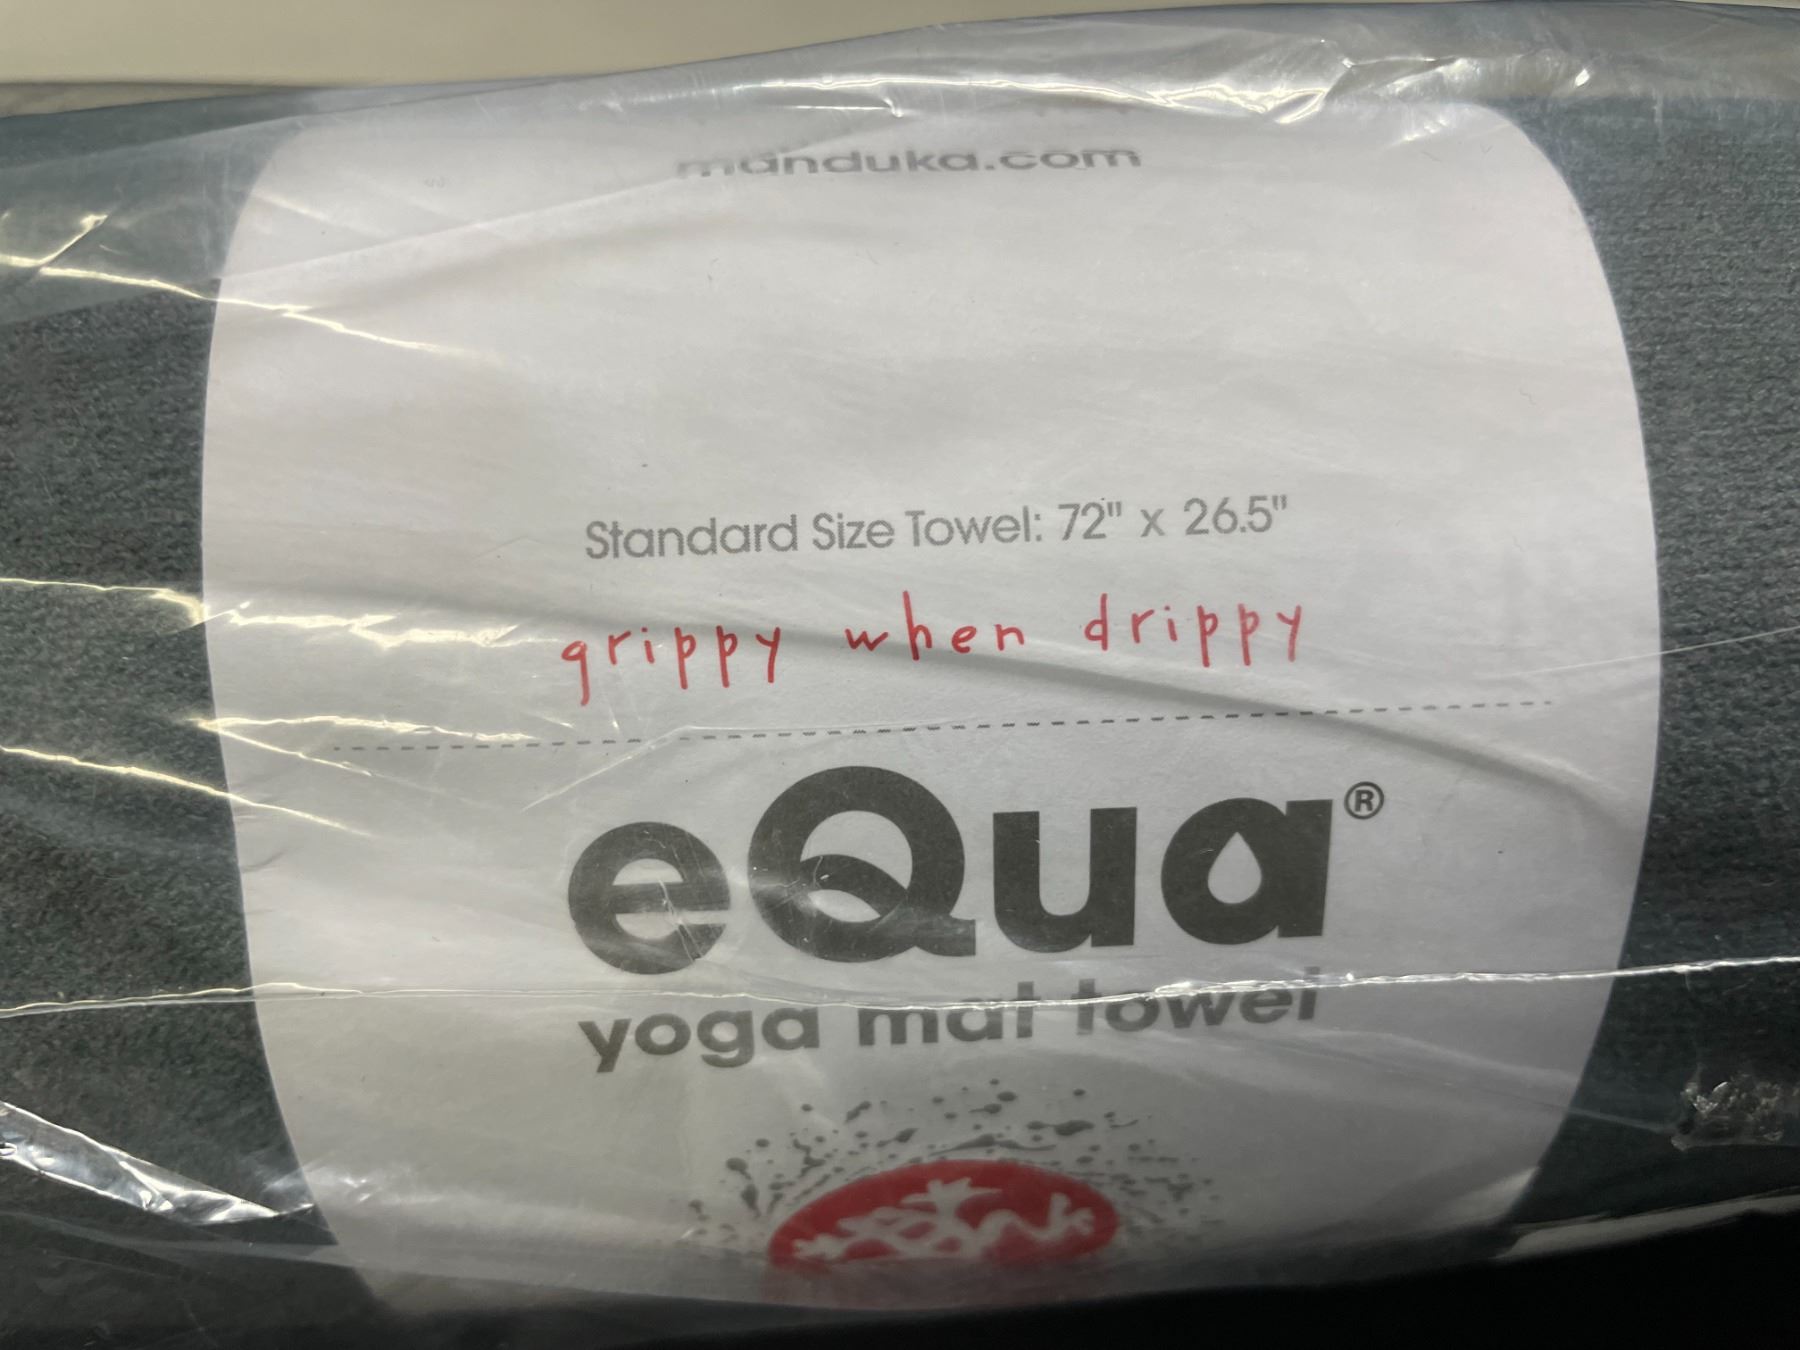 manduka.com
Standard Size Towel: 72" x 26.5"
grippy when drippy
eQua®
yoga mat towel